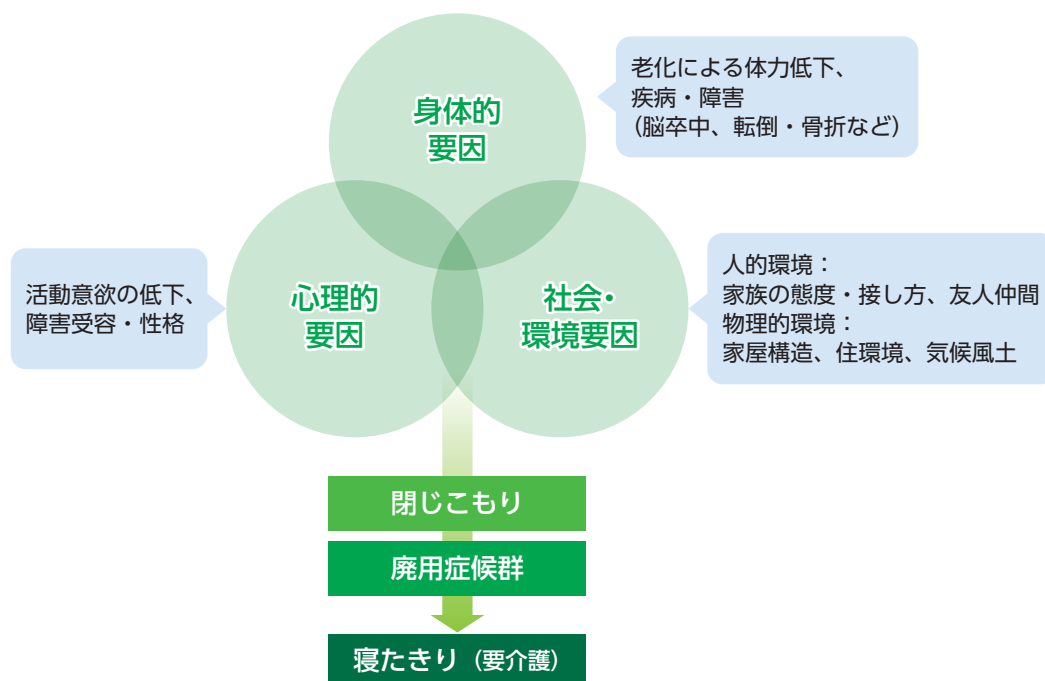 身体的
要因
老化による体力低下、
疾病・障害
(脳卒中、転倒・骨折など)
心理的
要因
活動意欲の低下、
障害受容・性格
社会・
環境要因
人的環境：
家族の態度・接し方、友人仲間
物理的環境：
家屋構造、住環境、気候風土
閉じこもり
廃用症候群
寝たきり（要介護）